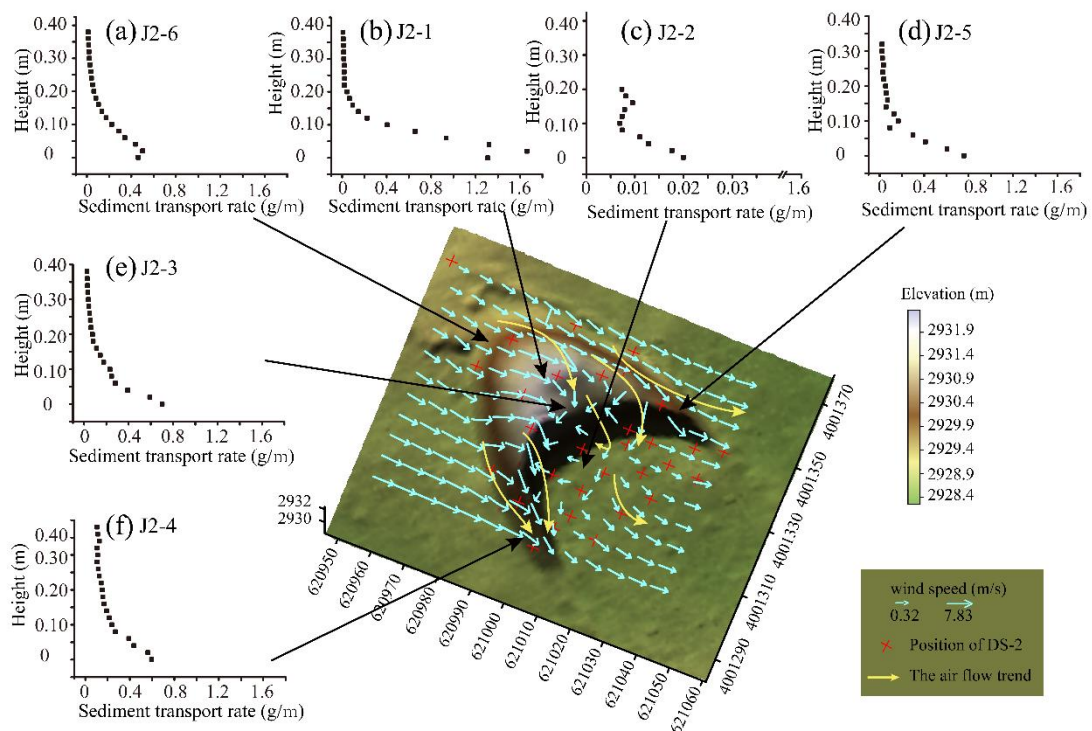 (a) J2-6
0.40
0.30
0.20
0.10
0
Height (m)
0 0.4 0.8 1.2 1.6
Sediment transport rate (g/m)
(b) J2-1
0.40
0.30
0.20
0.10
0
Height (m)
0 0.4 0.8 1.2 1.6
Sediment transport rate (g/m)
(c) J2-2
0.40
0.30
0.20
0.10
0
Height (m)
0 0.01 0.02 0.03 1.6
Sediment transport rate (g/m)
(d) J2-5
0.40
0.30
0.20
0.10
0
Height (m)
0 0.4 0.8 1.2 1.6
Sediment transport rate (g/m)
(e) J2-3
0.40
0.30
0.20
0.10
0
Height (m)
0 0.4 0.8 1.2 1.6
Sediment transport rate (g/m)
(f) J2-4
0.40
0.30
0.20
0.10
0
Height (m)
0 0.4 0.8 1.2 1.6
Sediment transport rate (g/m)
2932
2930
620950
620960
620970
620980
620990
621000
621010
621020
621030
621040
621050
621060
4001290
4001310
4001330
4001350
4001370
Elevation (m)
2931.9
2931.4
2930.9
2930.4
2929.9
2929.4
2928.9
2928.4
wind speed (m/s)
0.32 7.83
Position of DS-2
The air flow trend